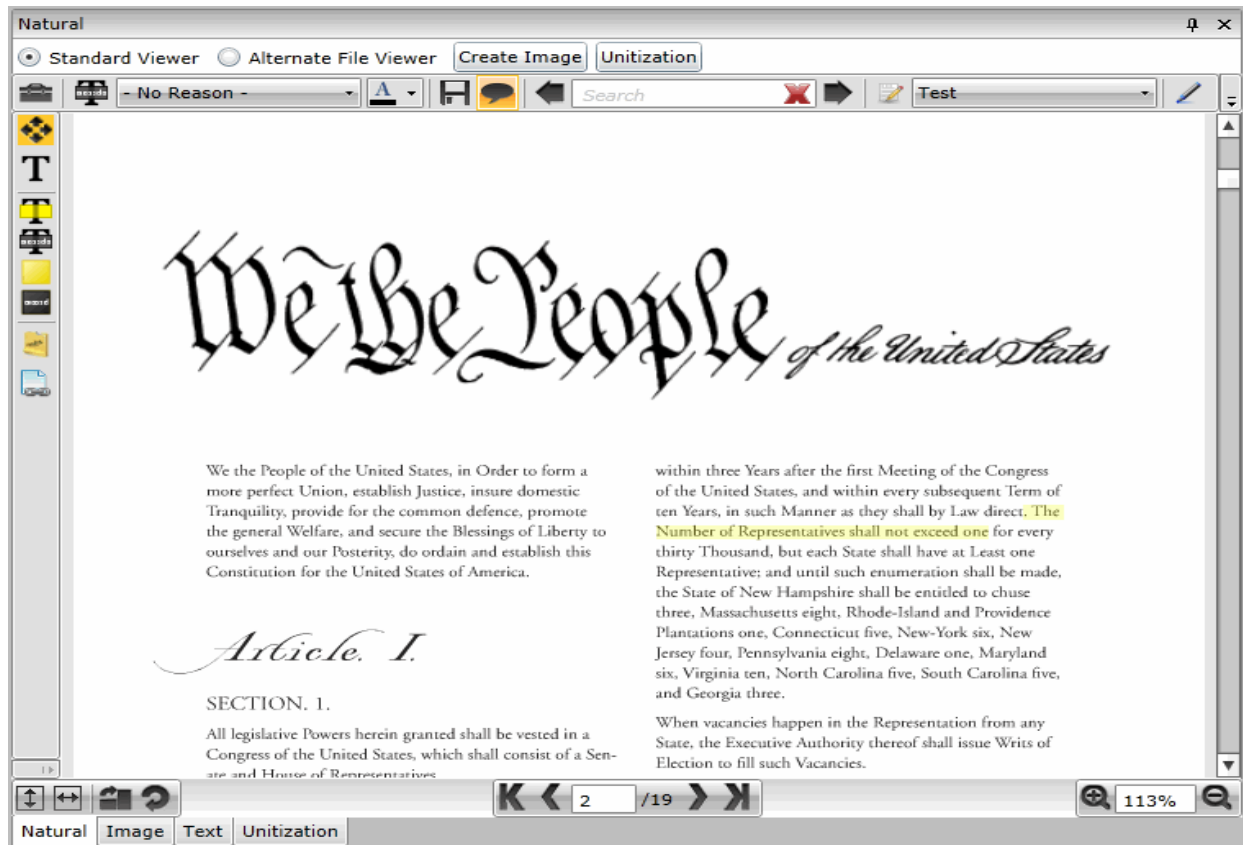 Natural
Standard Viewer Alternate File Viewer Create Image Unitization
- No Reason - A Search Test
T
We the People of the United States
We the People of the United States, in Order to form a
more perfect Union, establish Justice, insure domestic
Tranquility, provide for the common defence, promote
the general Welfare, and secure the Blessings of Liberty to
ourselves and our Posterity, do ordain and establish this
Constitution for the United States of America.
Article. I.
SECTION. 1.
All legislative Powers herein granted shall be vested in a
Congress of the United States, which shall consist of a Sen-
ate and House of Representatives
within three Years after the first Meeting of the Congress
of the United States, and within every subsequent Term of
ten Years, in such Manner as they shall by Law direct. The
Number of Representatives shall not exceed one for every
thirty Thousand, but each State shall have at Least one
Representative; and until such enumeration shall be made,
the State of New Hampshire shall be entitled to chuse
three, Massachusetts eight, Rhode-Island and Providence
Plantations one, Connecticut five, New-York six, New
Jersey four, Pennsylvania eight, Delaware one, Maryland
six, Virginia ten, North Carolina five, South Carolina five,
and Georgia three.
When vacancies happen in the Representation from any
State, the Executive Authority thereof shall issue Writs of
Election to fill such Vacancies.
2 /19 113%
Natural Image Text Unitization